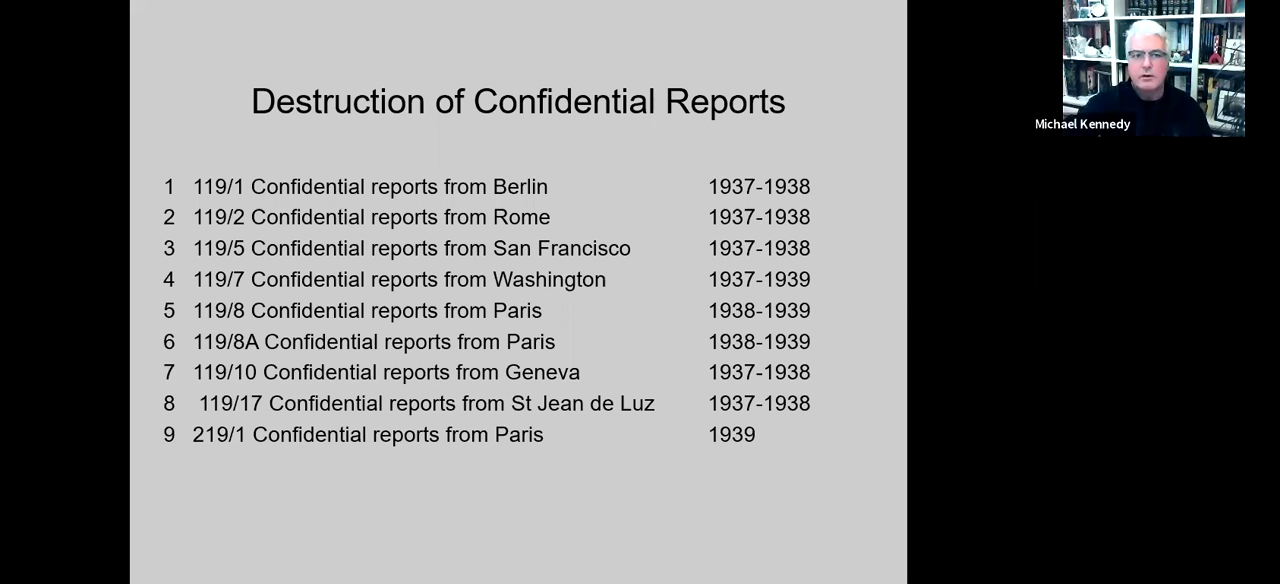 Destruction of Confidential Reports
1 119/1 Confidential reports from Berlin 1937-1938
2 119/2 Confidential reports from Rome 1937-1938
3 119/5 Confidential reports from San Francisco 1937-1938
4 119/7 Confidential reports from Washington 1937-1939
5 119/8 Confidential reports from Paris 1938-1939
6 119/8A Confidential reports from Paris 1938-1939
7 119/10 Confidential reports from Geneva 1937-1938
8 119/17 Confidential reports from St Jean de Luz 1937-1938
9 219/1 Confidential reports from Paris 1939
Michael Kennedy